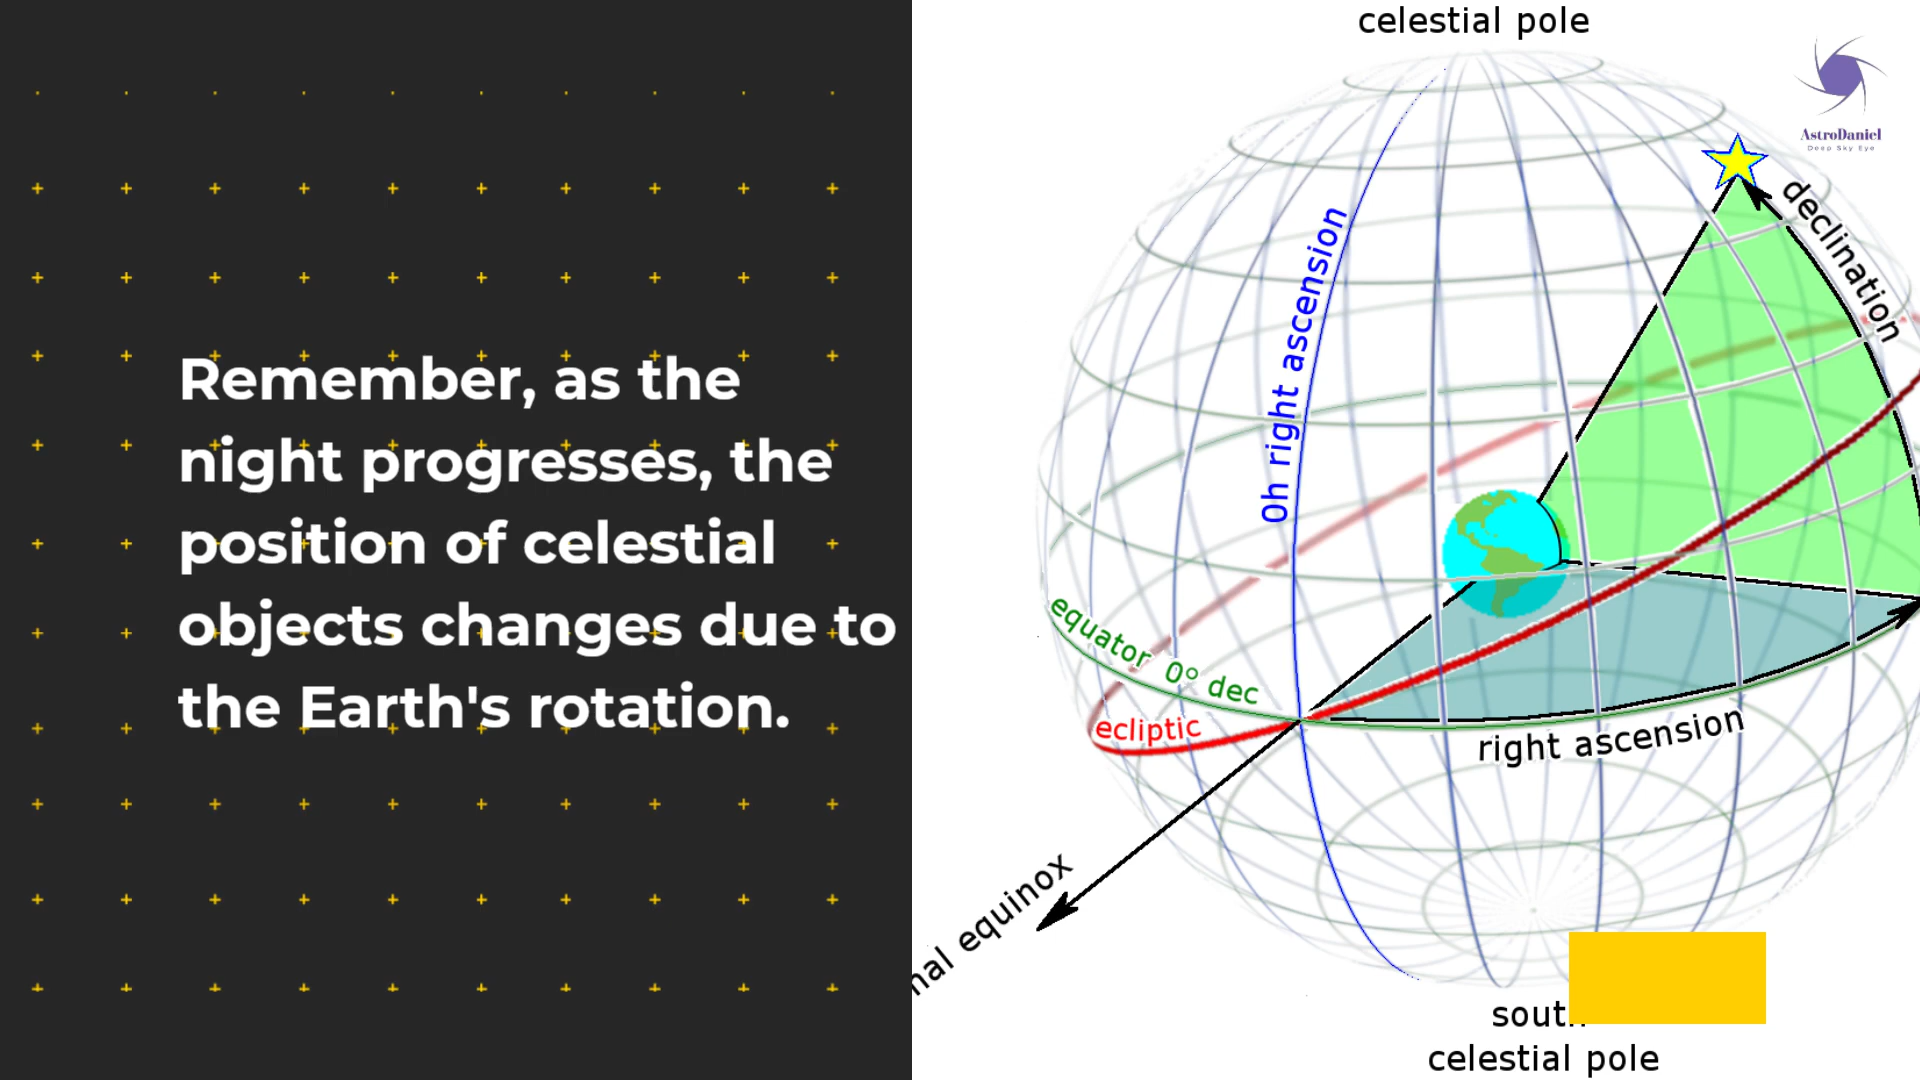 Remember, as the
night progresses, the
position of celestial
objects changes due to
the Earth's rotation.
celestial pole
AstroDaniel
Deep Sky Eye
declination
0h right ascension
equator 0° dec
ecliptic
right ascension
equinox
celestial pole